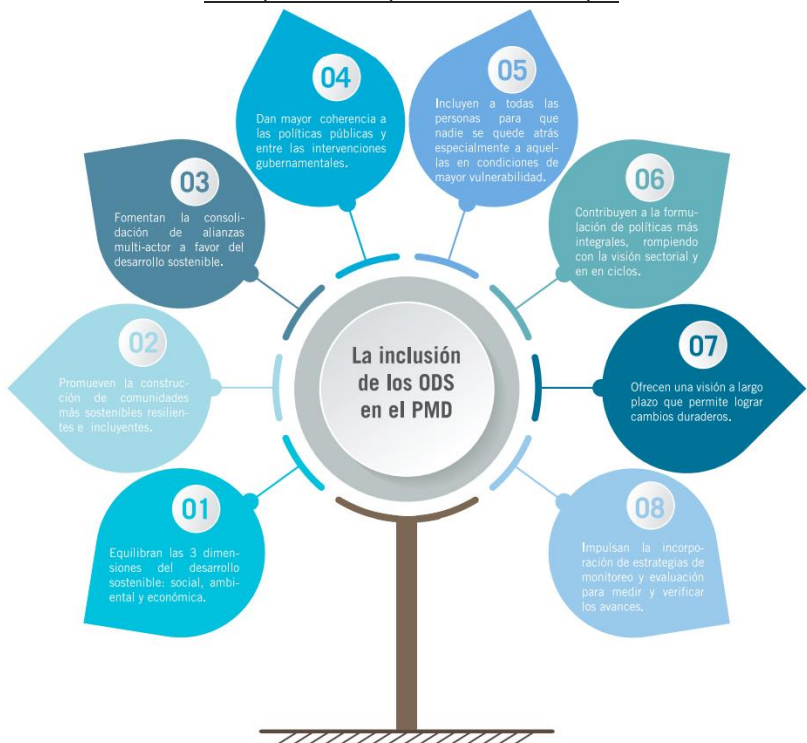 La inclusión
de los ODS
en el PMD
01
Equilibran las 3 dimen-
siones del desarrollo
sostenible: social, amb-
iental y económica.
02
Promueven la construc-
ción de comunidades
más sostenibles resilien-
tes e incluyentes.
03
Fomentan la consoli-
dación de alianzas
multi-actor a favor del
desarrollo sostenible.
04
Dan mayor coherencia a
las políticas públicas y
entre las intervenciones
gubernamentales.
05
Incluyen a todas las
personas para que
nadie se quede atrás
especialmente a aquel-
las en condiciones de
mayor vulnerabilidad.
06
Contribuyen a la formu-
lación de políticas más
integrales, rompiendo
con la visión sectorial y
en en ciclos.
07
Ofrecen una visión a largo
plazo que permite lograr
cambios duraderos.
08
Impulsan la incorpo-
ración de estrategias de
monitoreo y evaluación
para medir y verificar
los avances.